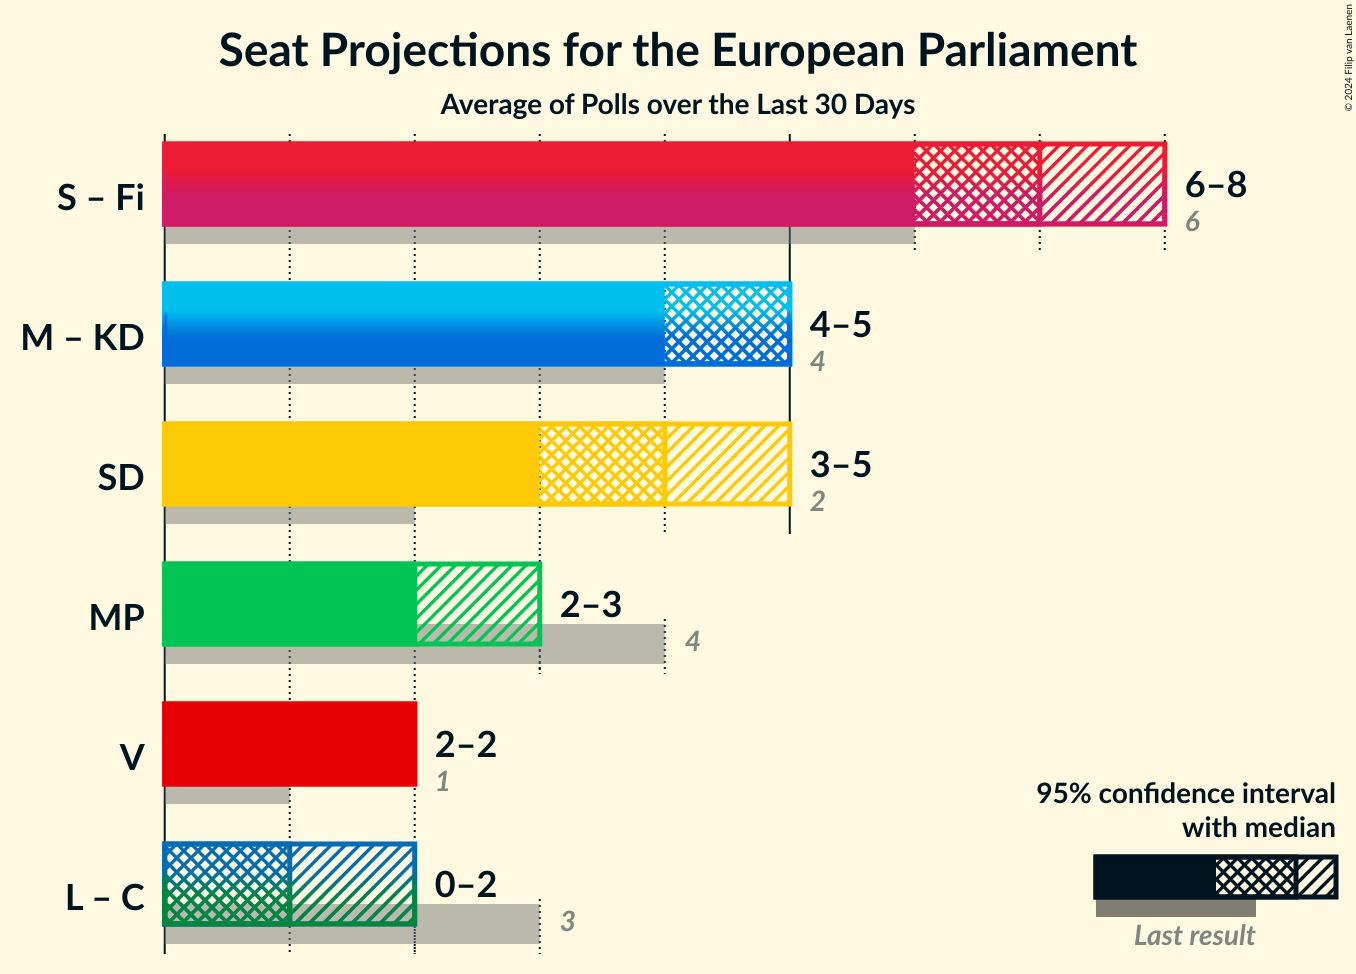 Seat Projections for the European Parliament
Average of Polls over the Last 30 Days
© 2024 Filip van Laenen
S – Fi
6–8
6
M – KD
4–5
4
SD
3–5
2
MP
2–3
4
V
2–2
1
L – C
0–2
3
95% confidence interval
with median
Last result